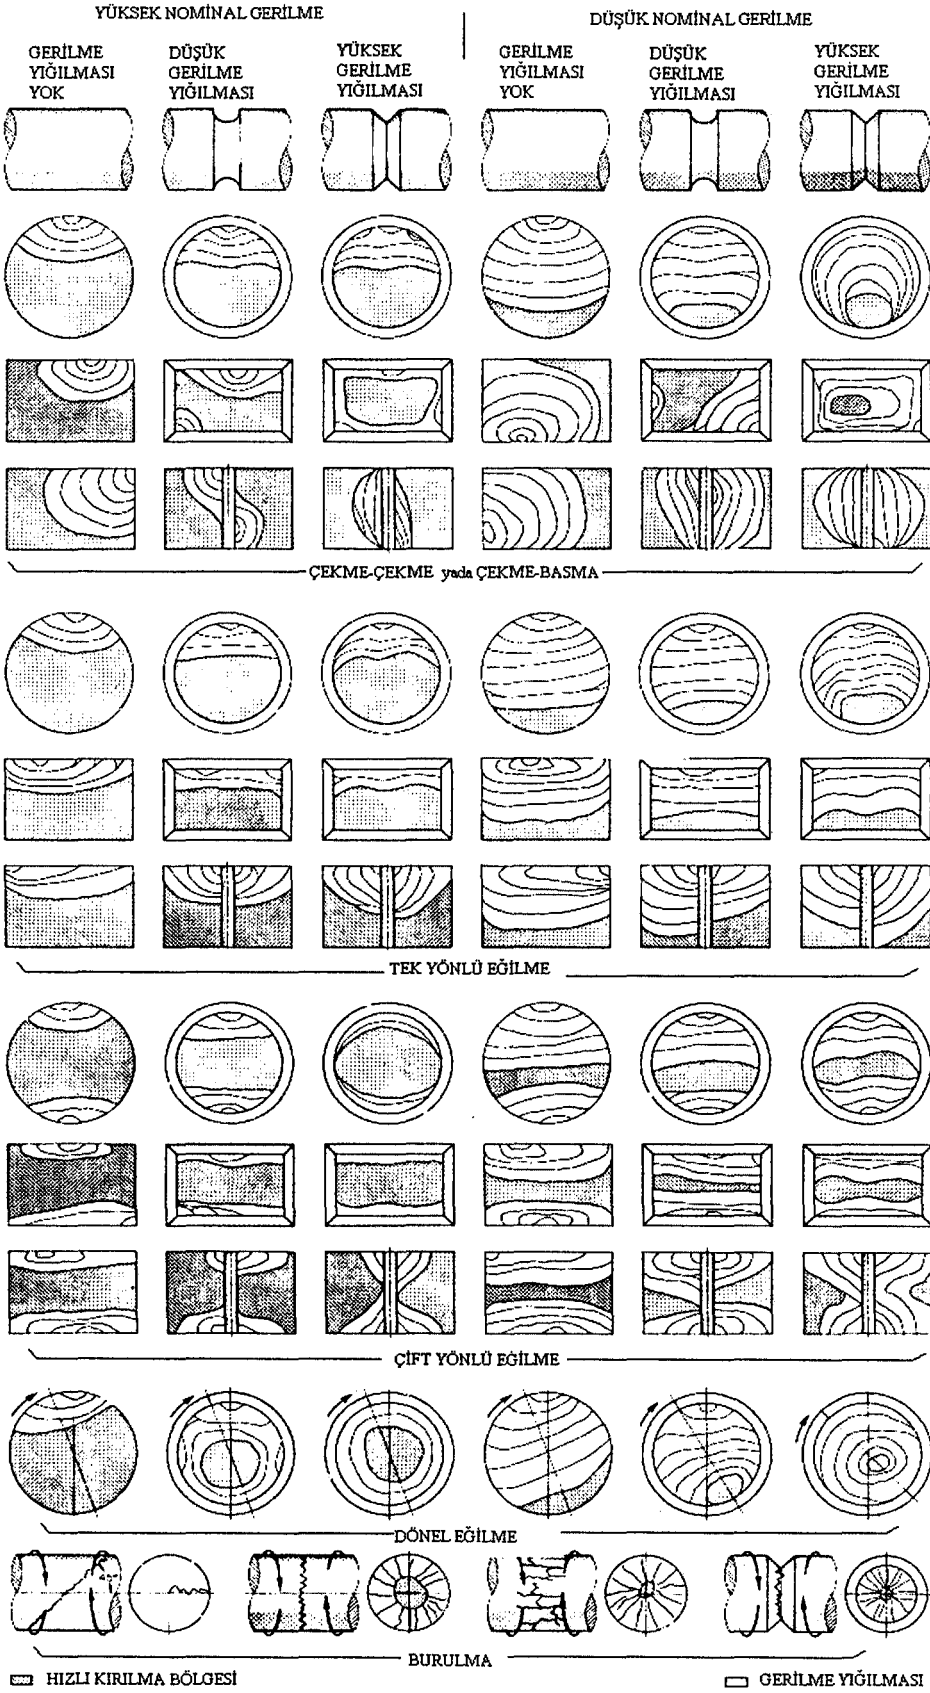 YÜKSEK NOMİNAL GERİLME
DÜŞÜK NOMİNAL GERİLME
GERİLME
YIĞILMASI
YOK
DÜŞÜK
GERİLME
YIĞILMASI
YÜKSEK
GERİLME
YIĞILMASI
GERİLME
YIĞILMASI
YOK
DÜŞÜK
GERİLME
YIĞILMASI
YÜKSEK
GERİLME
YIĞILMASI
ÇEKME-ÇEKME yada ÇEKME-BASMA
TEK YÖNLÜ EĞİLME
ÇİFT YÖNLÜ EĞİLME
DÖNEL EĞİLME
BURULMA
HIZLI KIRILMA BÖLGESİ
GERİLME YIĞILMASI